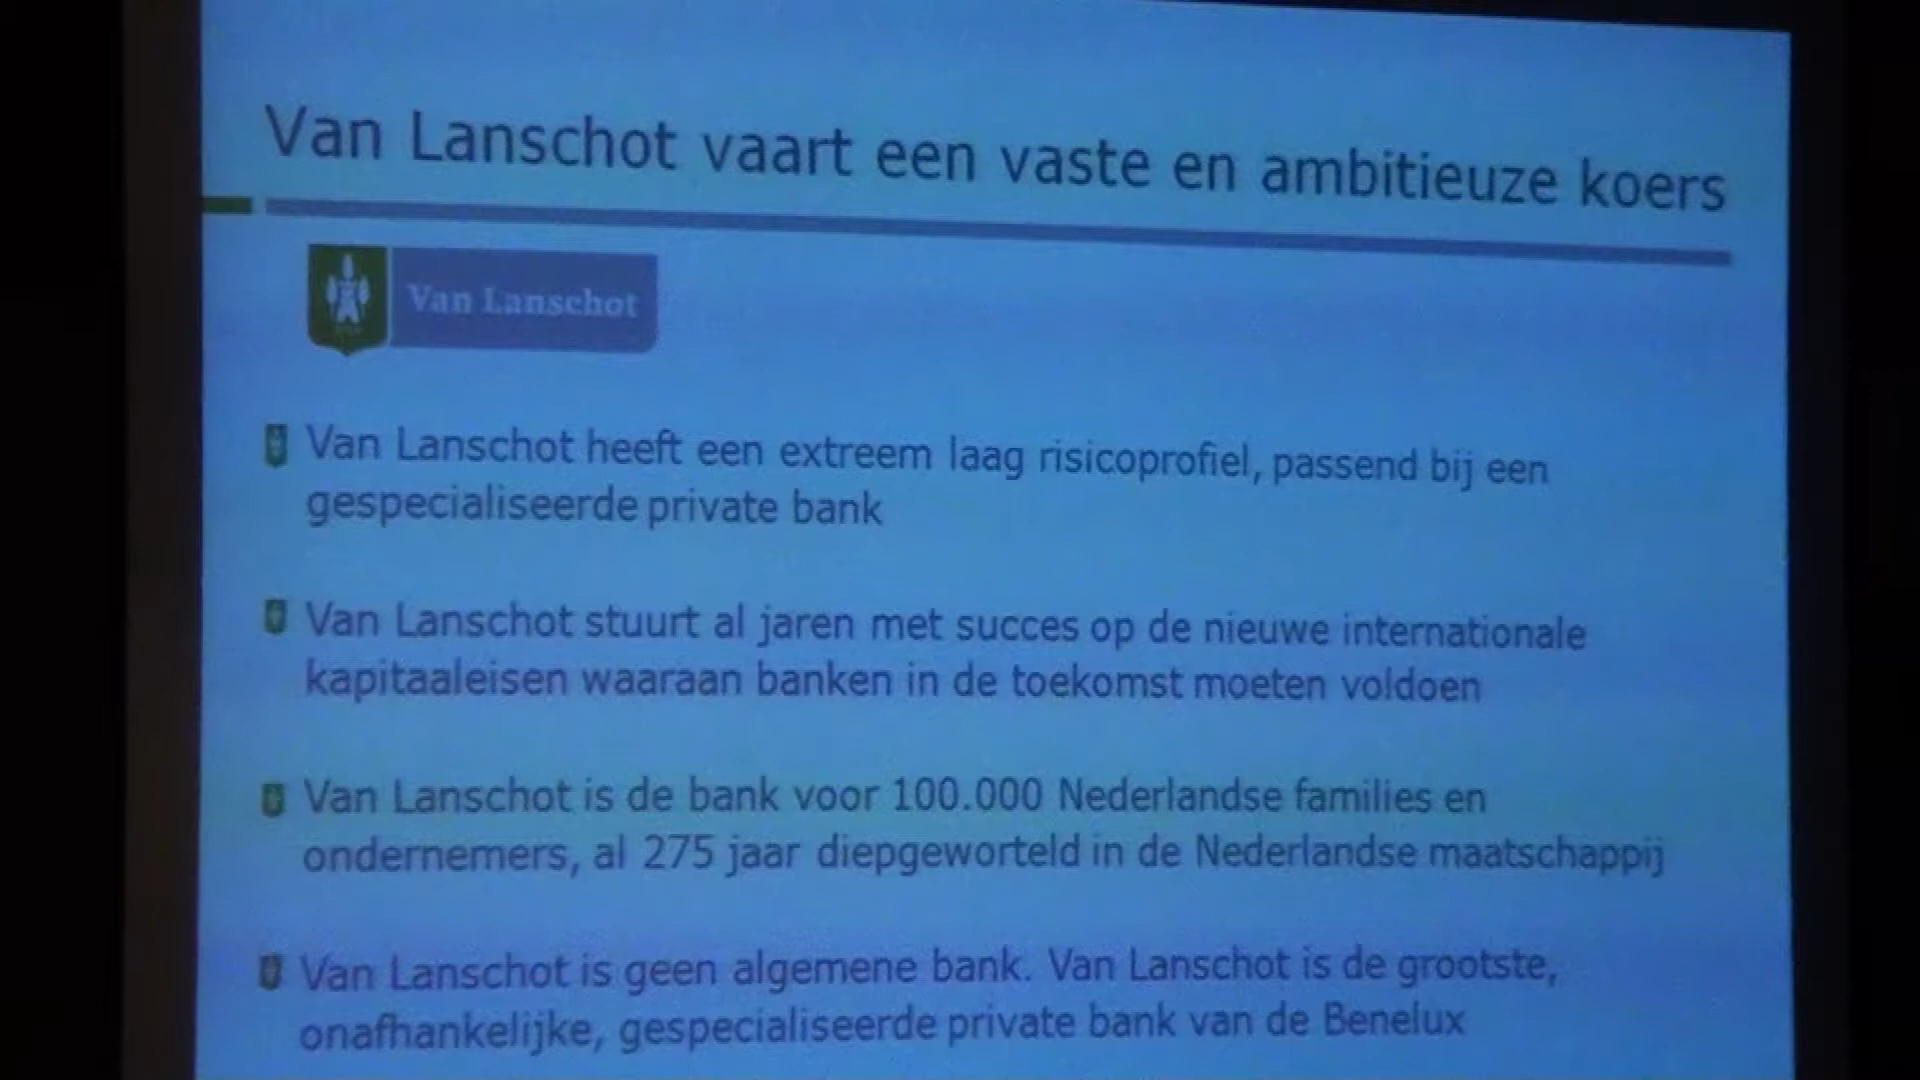 Van Lanschot vaart een vaste en ambitieuze koers
Van Lanschot
Van Lanschot heeft een extreem laag risicoprofiel, passend bij een
gespecialiseerde private bank
Van Lanschot stuurt al jaren met succes op de nieuwe internationale
kapitaaleisen waaraan banken in de toekomst moeten voldoen
Van Lanschot is de bank voor 100.000 Nederlandse families en
ondernemers, al 275 jaar diepgeworteld in de Nederlandse maatschappij
Van Lanschot is geen algemene bank. Van Lanschot is de grootste,
onafhankelijke, gespecialiseerde private bank van de Benelux